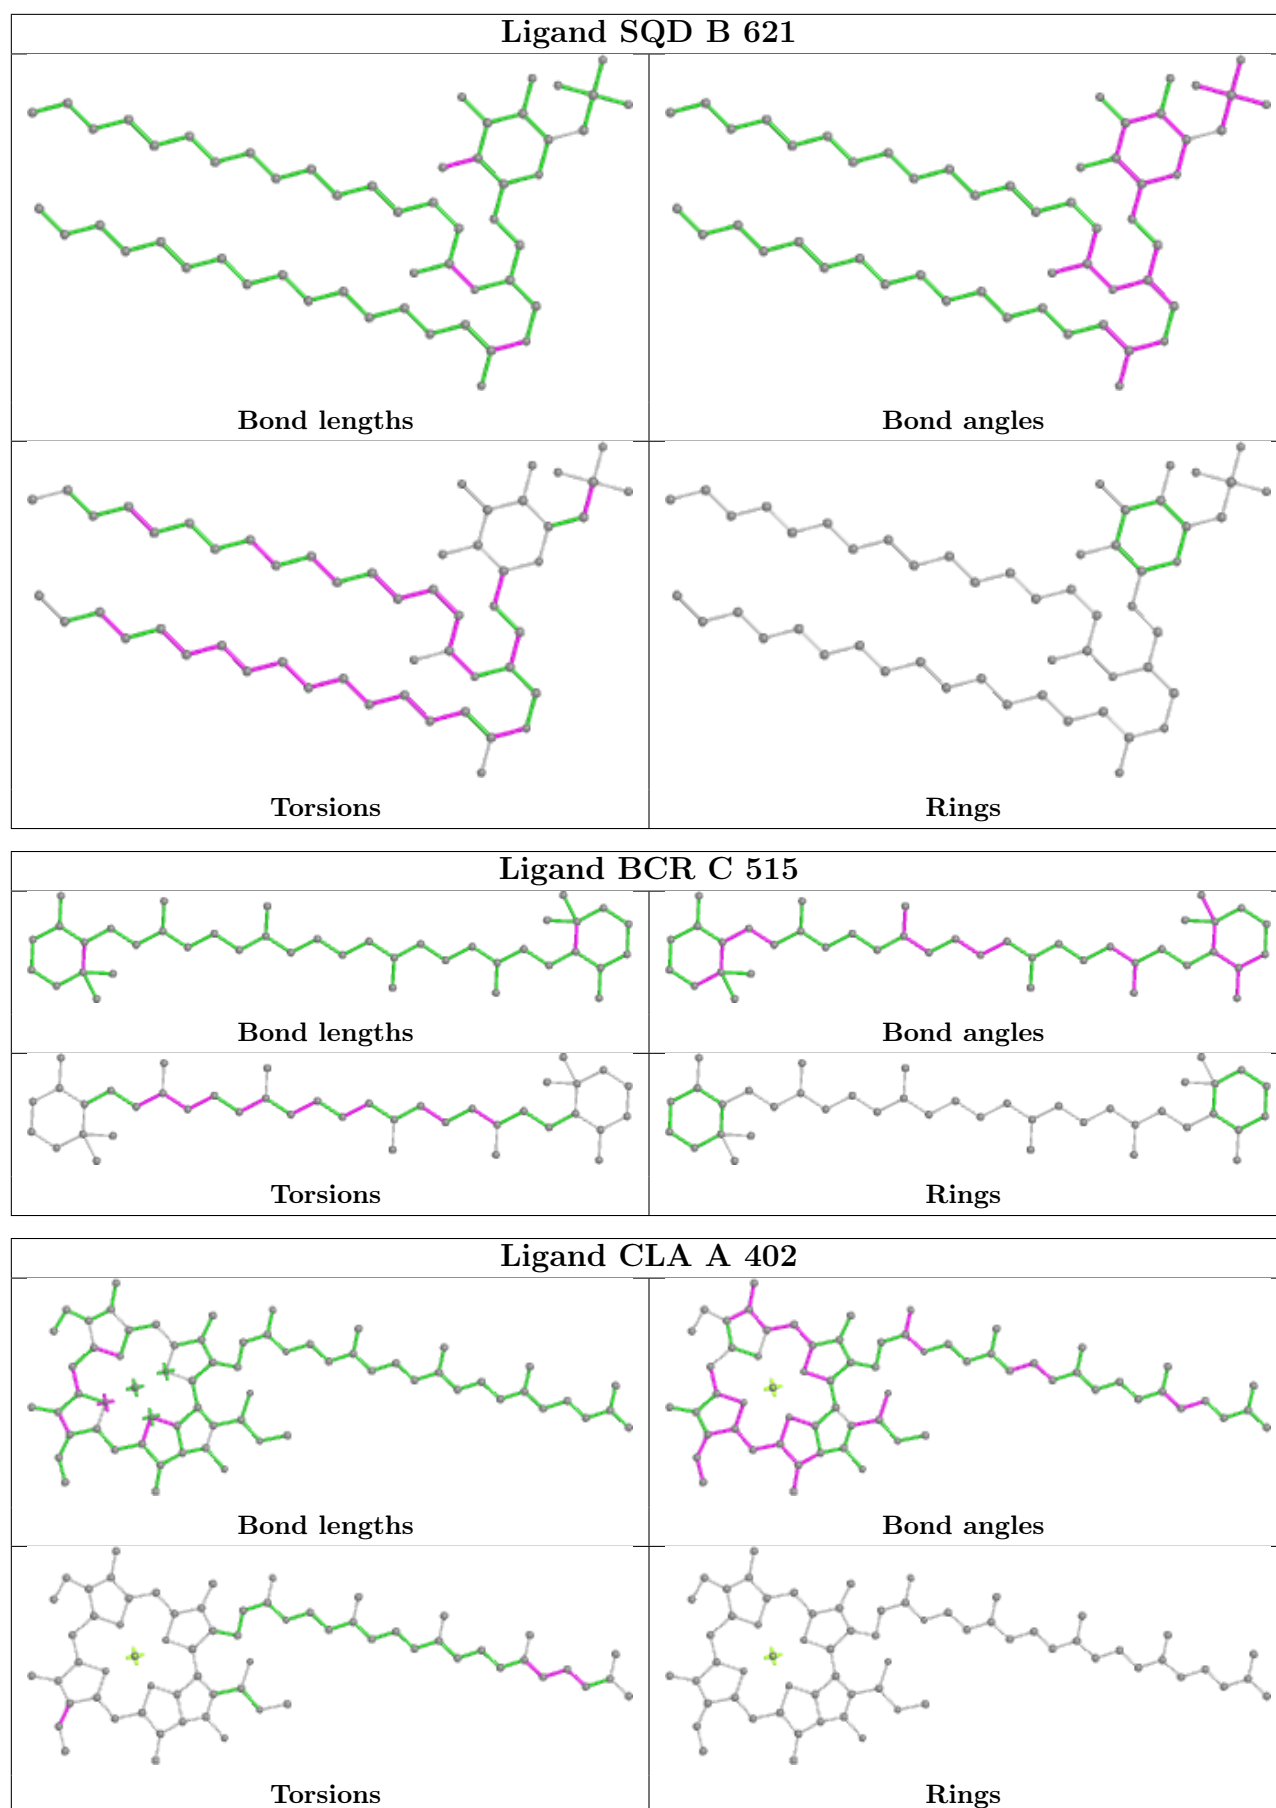 Ligand SQD B 621
Bond lengths
Bond angles
Torsions
Rings
Ligand BCR C 515
Bond lengths
Bond angles
Torsions
Rings
Ligand CLA A 402
Bond lengths
Bond angles
Torsions
Rings